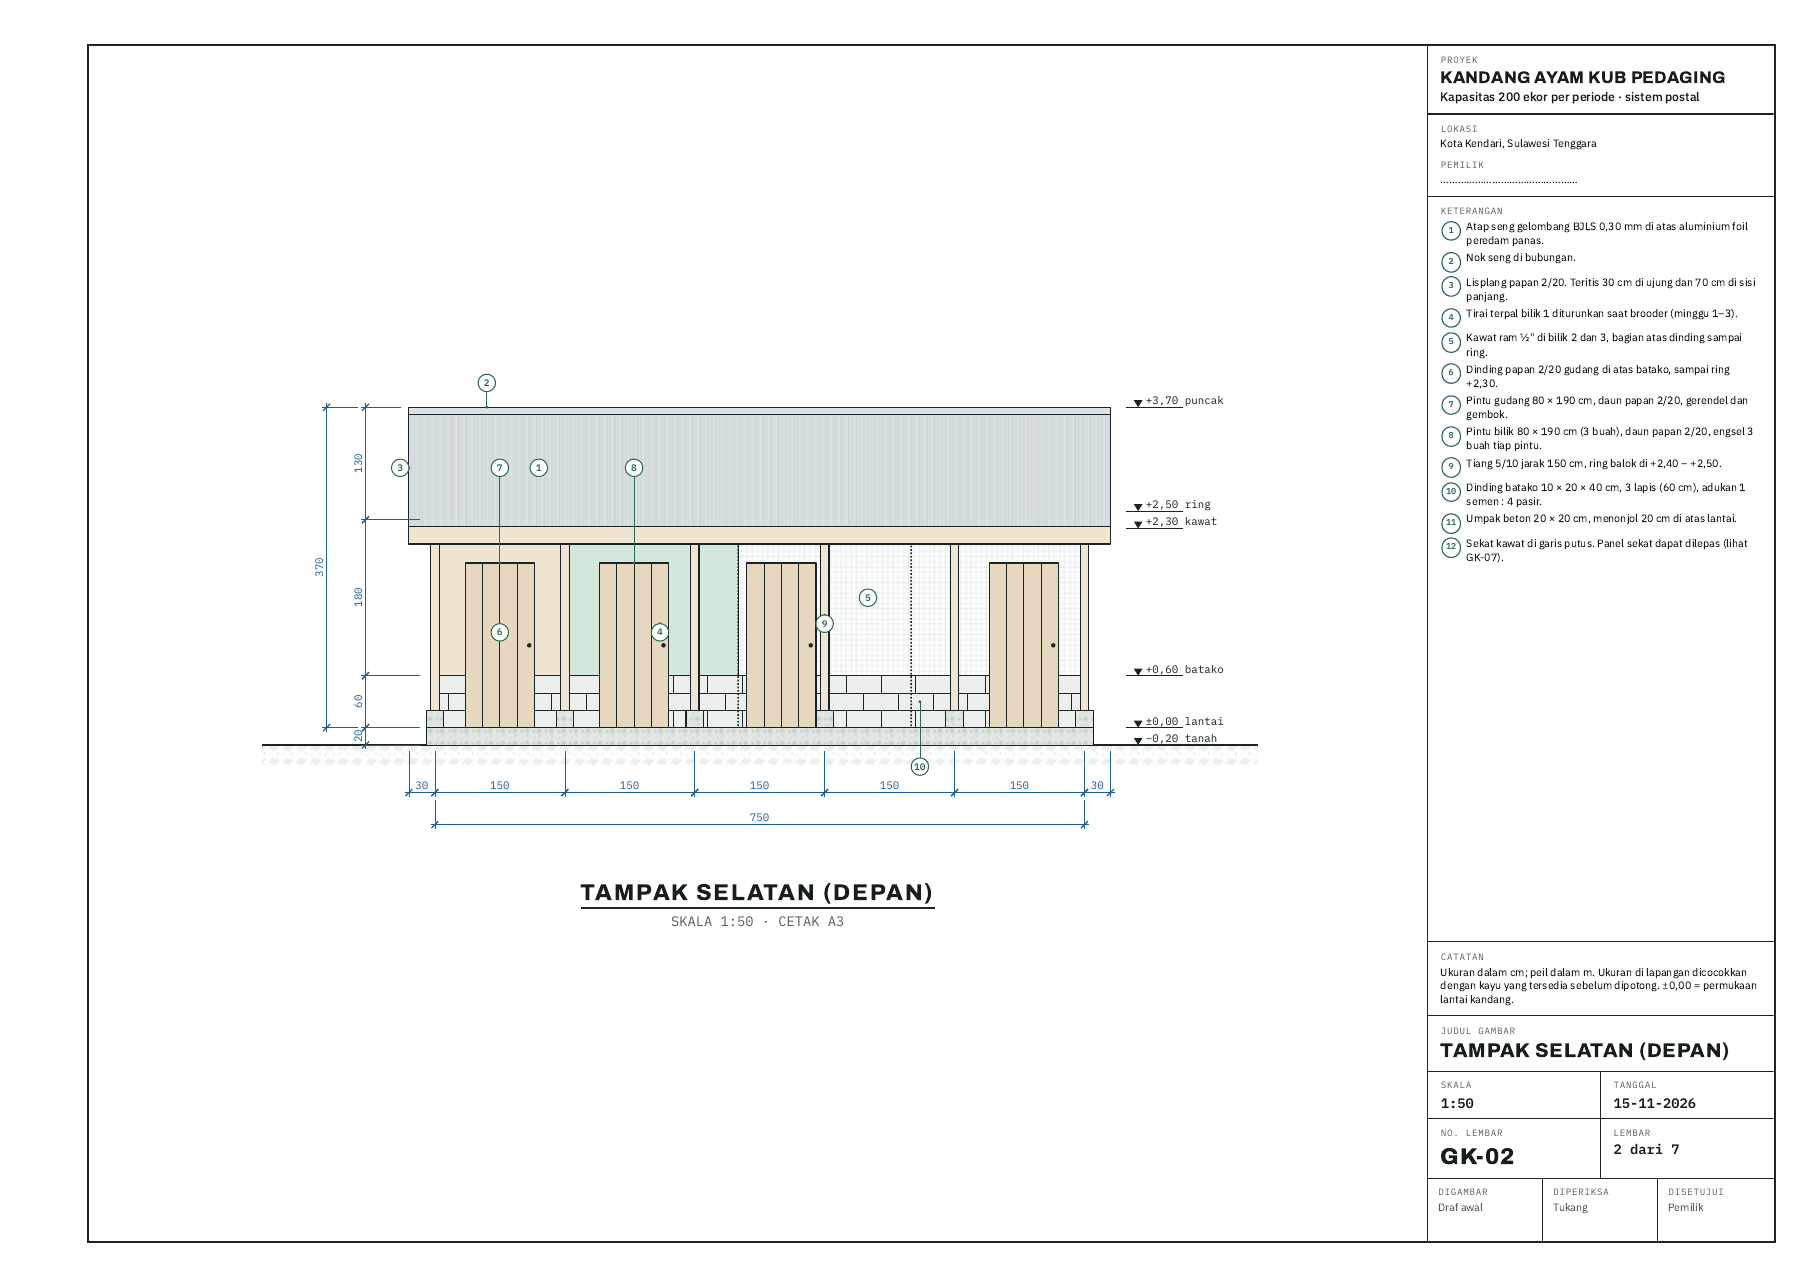 2
+3,70 puncak
130
3
7
1
8
+2,50 ring
+2,30 kawat
370
180
5
9
6
4
+0,60 batako
60
±0,00 lantai
20
−0,20 tanah
10
30
150
150
150
150
150
30
750
TAMPAK SELATAN (DEPAN)
SKALA 1:50 · CETAK A3
PROYEK
KANDANG AYAM KUB PEDAGING
Kapasitas 200 ekor per periode · sistem postal
LOKASI
Kota Kendari, Sulawesi Tenggara
PEMILIK
KETERANGAN
1 Atap seng gelombang BJLS 0,30 mm di atas aluminium foil
peredam panas.
2 Nok seng di bubungan.
3 Lisplang papan 2/20. Teritis 30 cm di ujung dan 70 cm di sisi
panjang.
4 Tirai terpal bilik 1 diturunkan saat brooder (minggu 1–3).
5 Kawat ram ½" di bilik 2 dan 3, bagian atas dinding sampai
ring.
6 Dinding papan 2/20 gudang di atas batako, sampai ring
+2,30.
7 Pintu gudang 80 × 190 cm, daun papan 2/20, gerendel dan
gembok.
8 Pintu bilik 80 × 190 cm (3 buah), daun papan 2/20, engsel 3
buah tiap pintu.
9 Tiang 5/10 jarak 150 cm, ring balok di +2,40 – +2,50.
10 Dinding batako 10 × 20 × 40 cm, 3 lapis (60 cm), adukan 1
semen : 4 pasir.
11 Umpak beton 20 × 20 cm, menonjol 20 cm di atas lantai.
12 Sekat kawat di garis putus. Panel sekat dapat dilepas (lihat
GK-07).
CATATAN
Ukuran dalam cm; peil dalam m. Ukuran di lapangan dicocokkan
dengan kayu yang tersedia sebelum dipotong. ±0,00 = permukaan
lantai kandang.
JUDUL GAMBAR
TAMPAK SELATAN (DEPAN)
SKALA
1:50
TANGGAL
15-11-2026
NO. LEMBAR
GK-02
LEMBAR
2 dari 7
DIGAMBAR
Draf awal
DIPERIKSA
Tukang
DISETUJUI
Pemilik